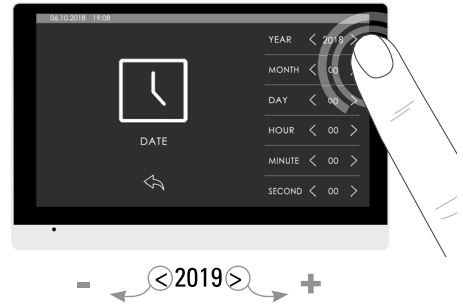 06.10.2018 19:08
YEAR < 2018 >
MONTH < 00 >
DAY < 00 >
HOUR < 00 >
MINUTE < 00 >
SECOND < 00 >
DATE
- <2019> +